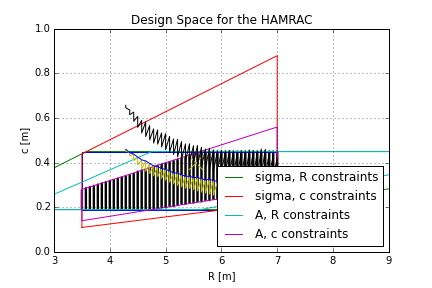 Design Space for the HAMRAC
1.0
0.8
0.6
0.4
0.2
0.0
c [m]
sigma, R constraints
sigma, c constraints
A, R constraints
A, c constraints
3
4
5
6
7
8
9
R [m]